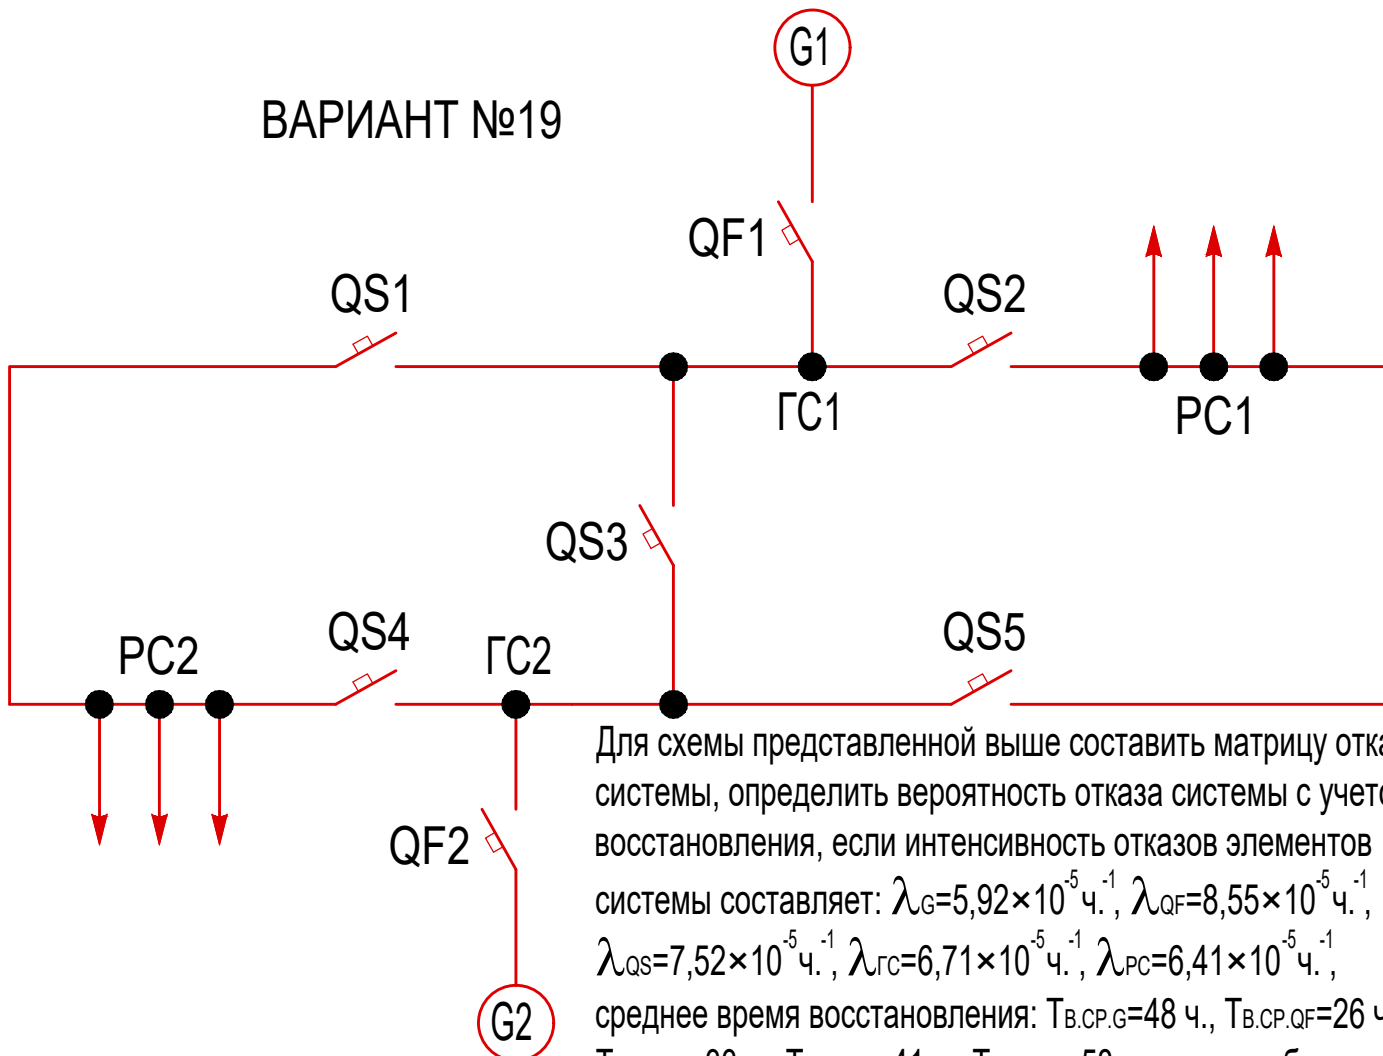 G1
ВАРИАНТ №19
QF1
QS1
QS2
ГС1
РС1
QS3
РС2
QS4
ГС2
QS5
QF2
G2
Для схемы представленной выше составить матрицу
системы, определить вероятность отказа системы с
восстановления, если интенсивность отказов элементов
системы составляет: λG=5,92×10⁻⁵ч.⁻¹, λQF=8,55×10⁻⁵ч.⁻¹,
λQS=7,52×10⁻⁵ч.⁻¹, λГС=6,71×10⁻⁵ч.⁻¹, λРС=6,41×10⁻⁵ч.⁻¹,
среднее время восстановления: ТВ.СР.G=48 ч., ТВ.СР.QF=26 ч